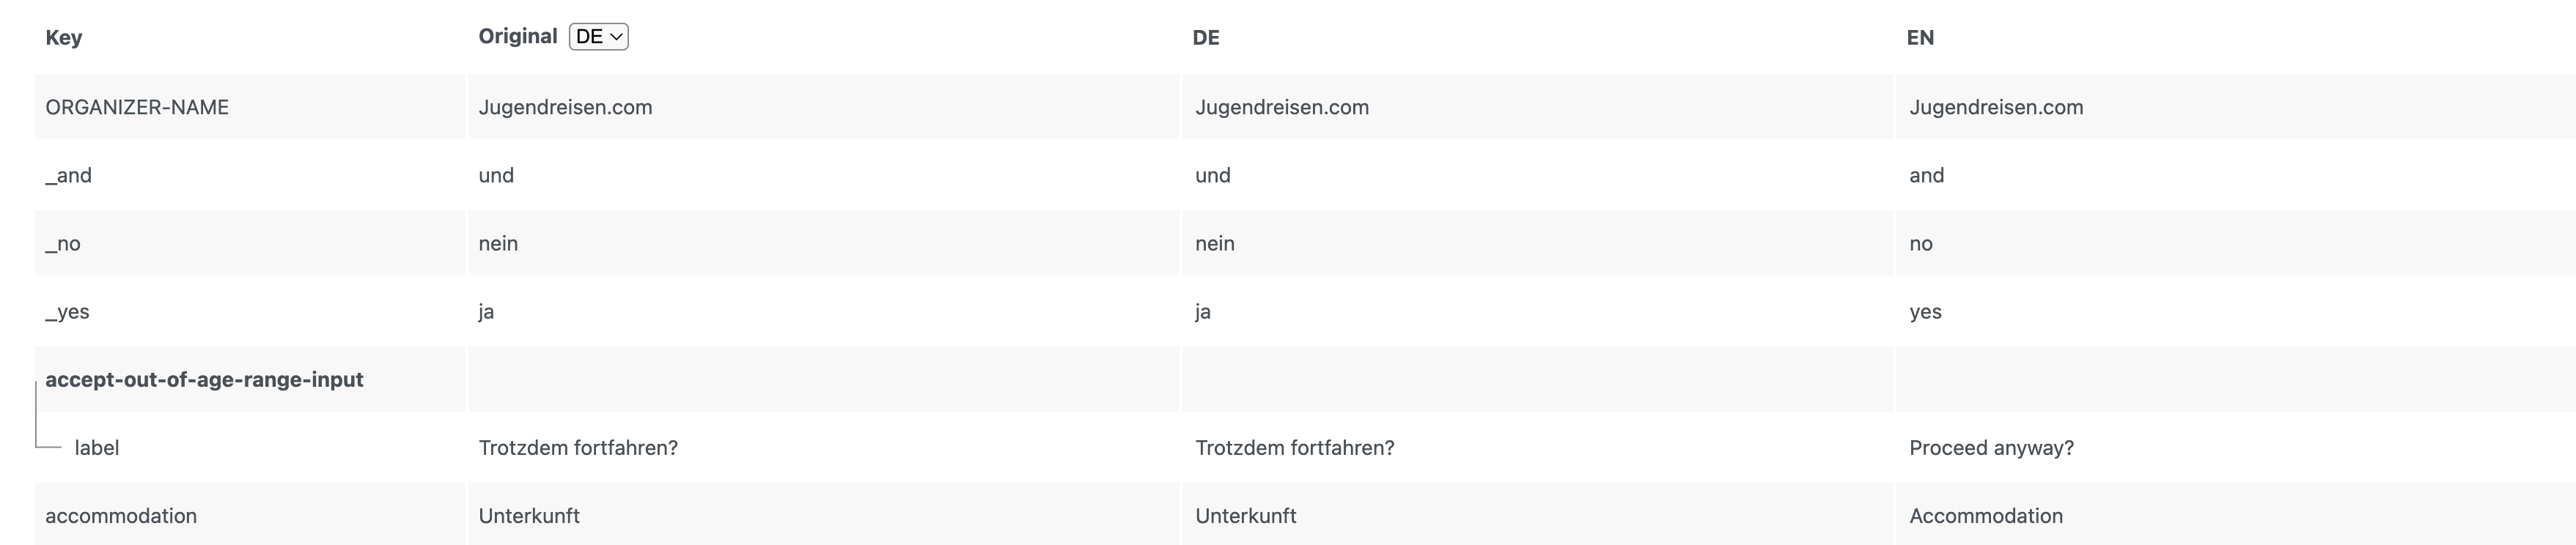 Key Original DE DE EN
ORGANIZER-NAME Jugendreisen.com Jugendreisen.com Jugendreisen.com
_and und und and
_no nein nein no
_yes ja ja yes
accept-out-of-age-range-input
label Trotzdem fortfahren? Trotzdem fortfahren? Proceed anyway?
accommodation Unterkunft Unterkunft Accommodation